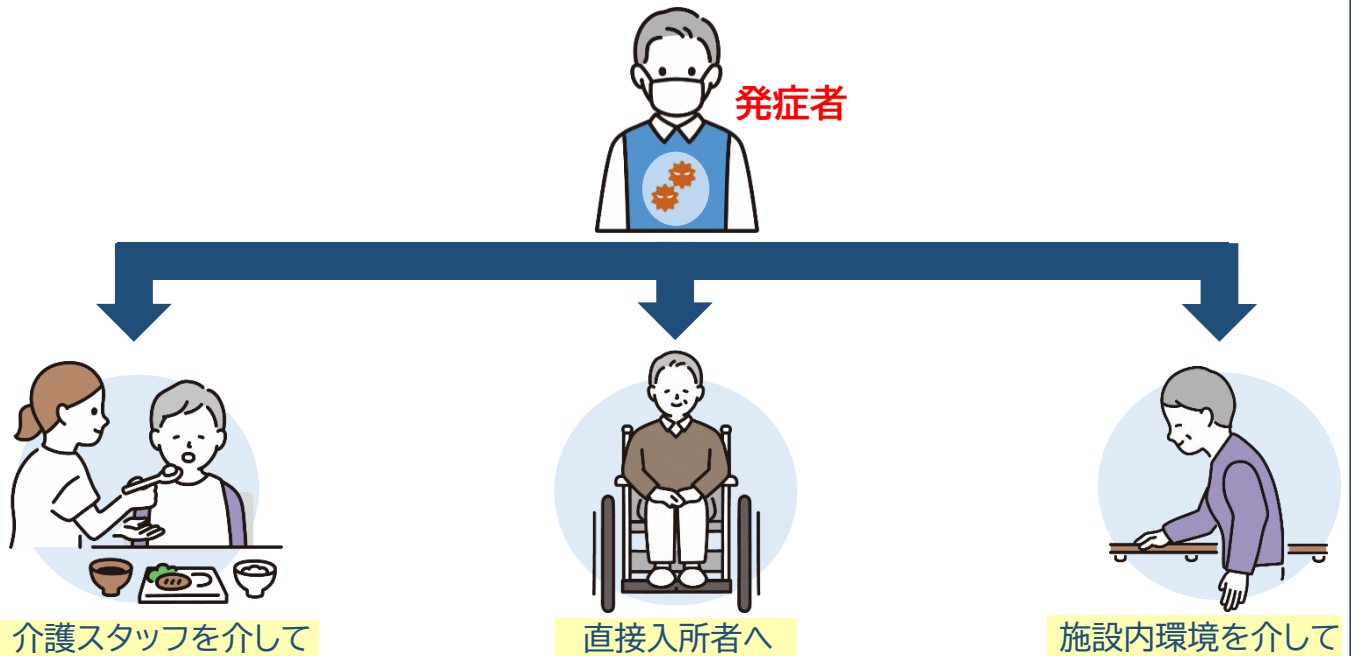 発症者
介護スタッフを介して
直接入所者へ
施設内環境を介して